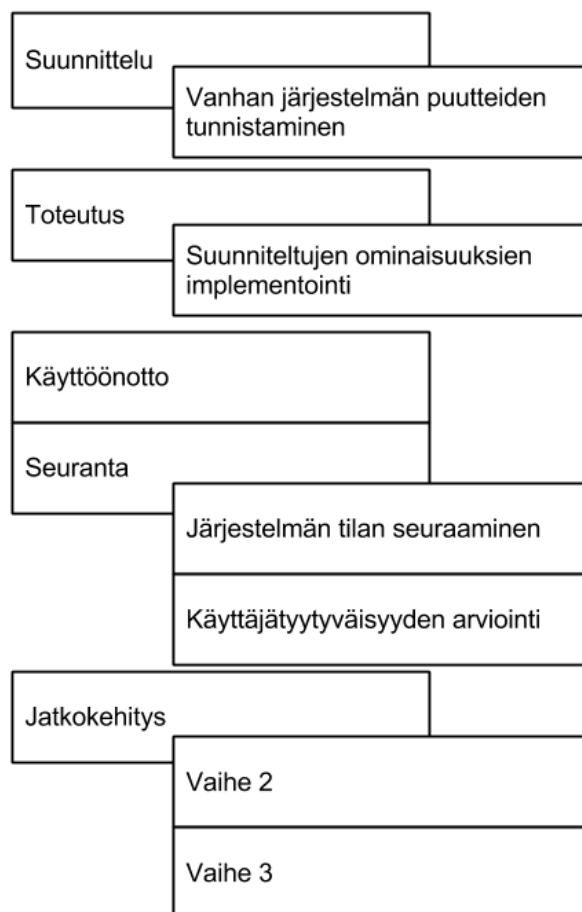 Suunnittelu
Vanhan järjestelmän puutteiden
tunnistaminen
Toteutus
Suunniteltujen ominaisuuksien
implementointi
Käyttöönotto
Seuranta
Järjestelmän tilan seuraaminen
Käyttäjätyytyväisyyden arviointi
Jatkokehitys
Vaihe 2
Vaihe 3